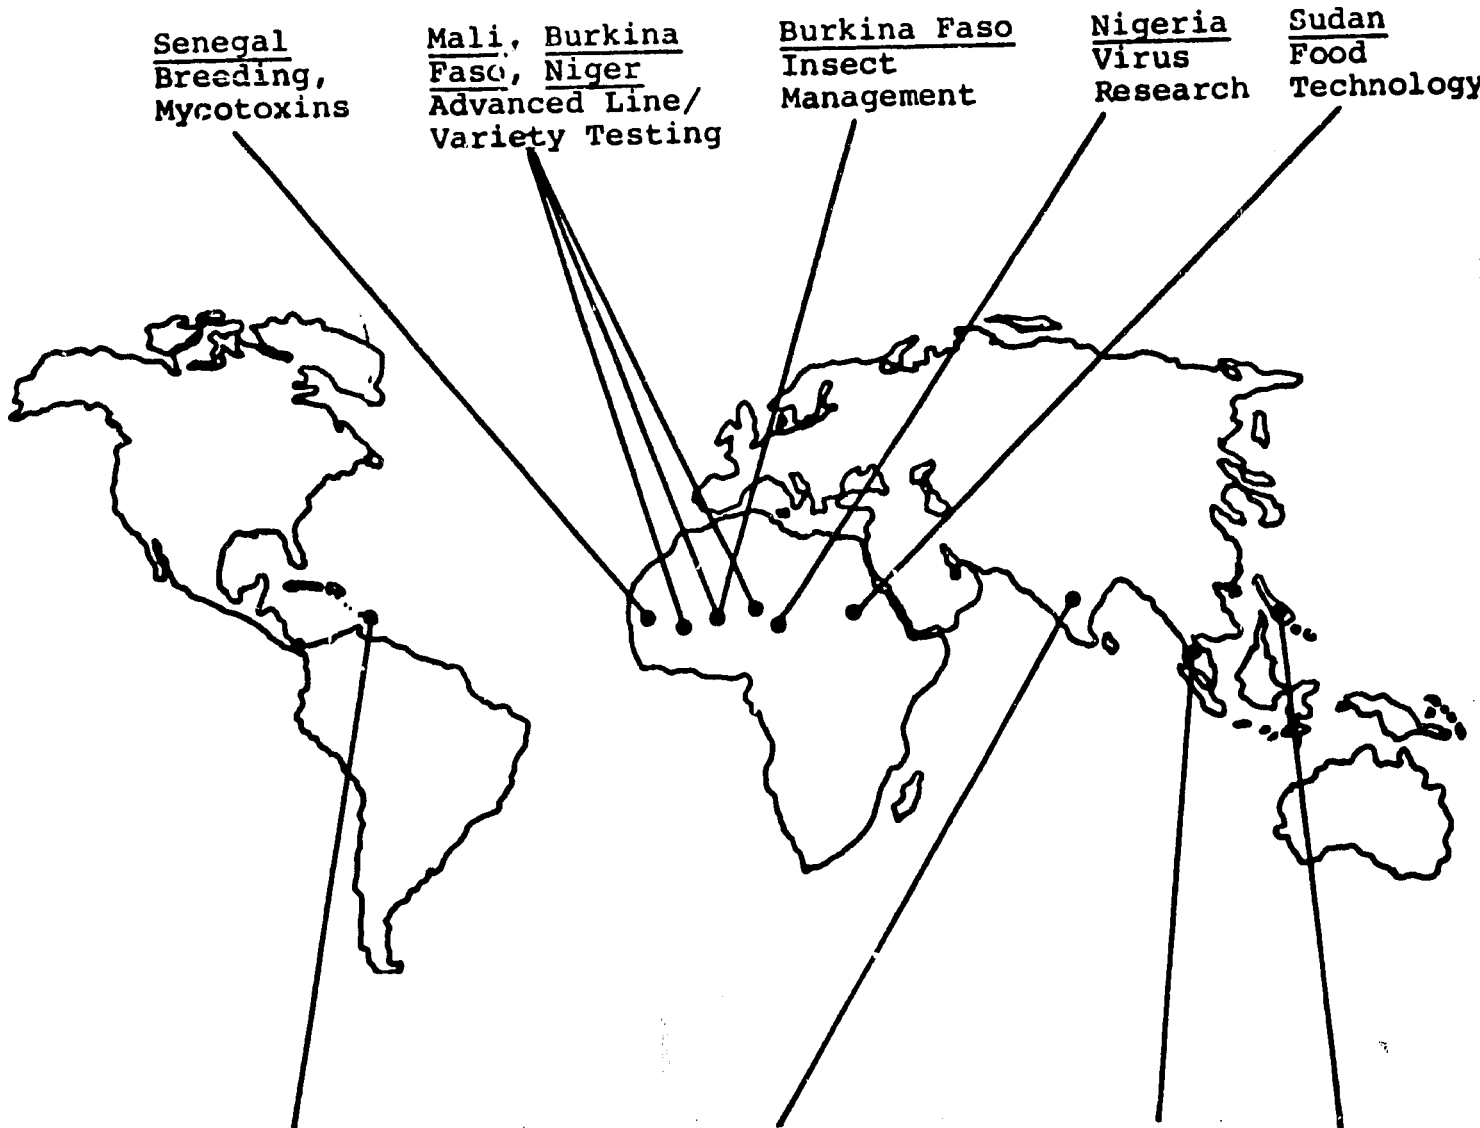 Senegal
Breeding,
Mycotoxins
Mali, Burkina
Faso, Niger
Advanced Line/
Variety Testing
Burkina Faso
Insect
Management
Nigeria
Virus
Research
Sudan
Food
Technology